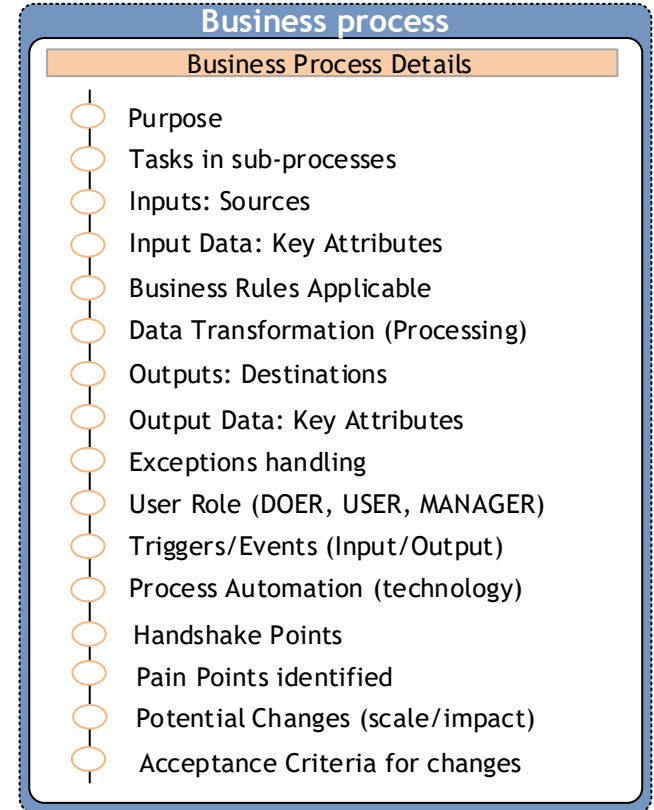 Business process
Business Process Details
Purpose
Tasks in sub-processes
Inputs: Sources
Input Data: Key Attributes
Business Rules Applicable
Data Transformation (Processing)
Outputs: Destinations
Output Data: Key Attributes
Exceptions handling
User Role (DOER, USER, MANAGER)
Triggers/Events (Input/Output)
Process Automation (technology)
Handshake Points
Pain Points identified
Potential Changes (scale/impact)
Acceptance Criteria for changes